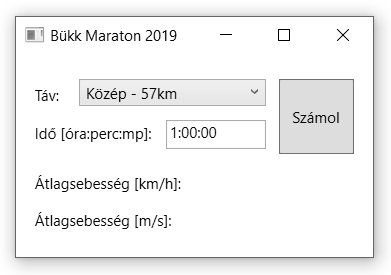 Bükk Maraton 2019
Táv:
Közép - 57km
Számol
Idő [óra:perc:mp]:
1:00:00
Átlagsebesség [km/h]:
Átlagsebesség [m/s]: